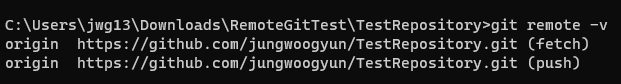 C:\Users\jwg13\Downloads\RemoteGitTest\TestRepository>git remote -v
origin  https://github.com/jungwoogyun/TestRepository.git (fetch)
origin  https://github.com/jungwoogyun/TestRepository.git (push)